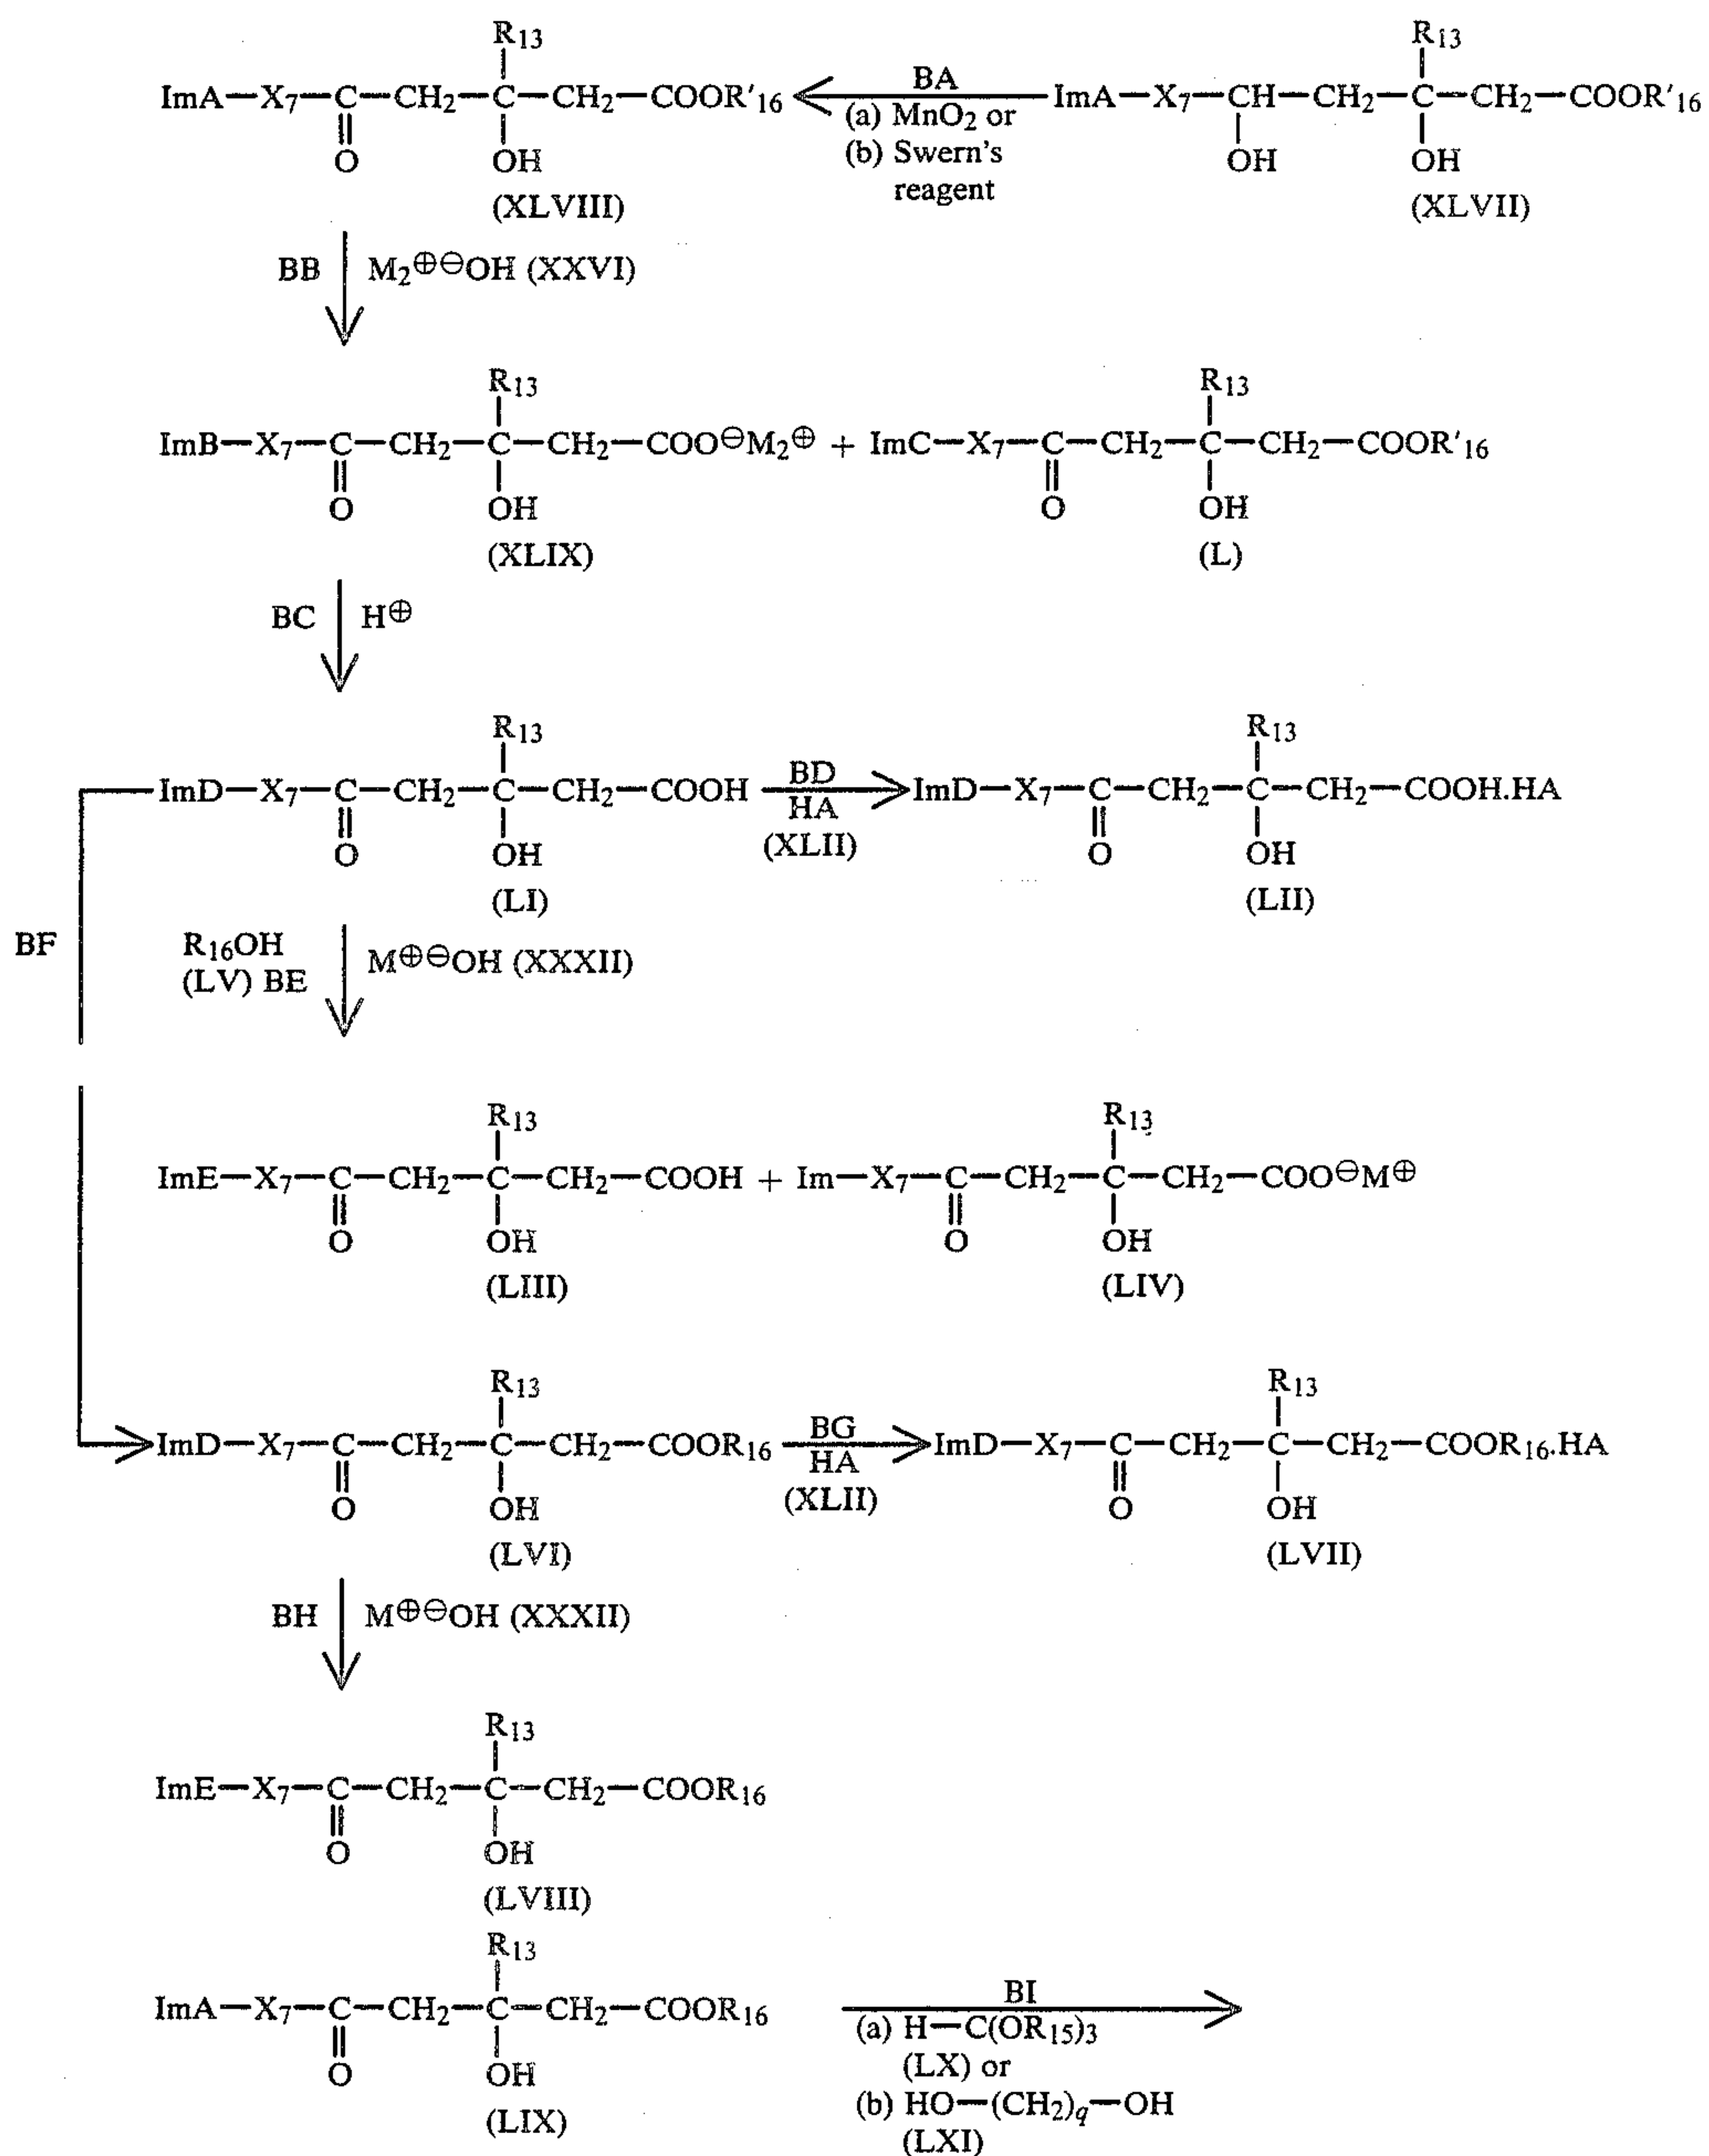 R13 R13
ImA—X7—C—CH2—C—CH2—COOR'16 BA ImA—X7—CH—CH2—C—CH2—COOR'16
(a) MnO2 or
O OH (b) Swern's OH OH
(XLVIII) reagent (XLVII)
BB M2⊕⊖OH (XXVI)
R13 R13
ImB—X7—C—CH2—C—CH2—COO⊖M2⊕ + ImC—X7—C—CH2—C—CH2—COOR'16
O OH O OH
(XLIX) (L)
BC H⊕
R13 R13
ImD—X7—C—CH2—C—CH2—COOH BD ImD—X7—C—CH2—C—CH2—COOH.HA
HA
O OH (XLII) O OH
(LI) (LII)
BF R16OH M⊕⊖OH (XXXII)
(LV) BE
R13 R13
ImE—X7—C—CH2—C—CH2—COOH + Im—X7—C—CH2—C—CH2—COO⊖M⊕
O OH O OH
(LIII) (LIV)
R13 R13
ImD—X7—C—CH2—C—CH2—COOR16 BG ImD—X7—C—CH2—C—CH2—COOR16.HA
HA
O OH (XLII) O OH
(LVI) (LVII)
BH M⊕⊖OH (XXXII)
R13
ImE—X7—C—CH2—C—CH2—COOR16
O OH
(LVIII)
R13
ImA—X7—C—CH2—C—CH2—COOR16 BI
(a) H—C(OR15)3
O OH (LX) or
(LIX) (b) HO—(CH2)q—OH
(LXI)